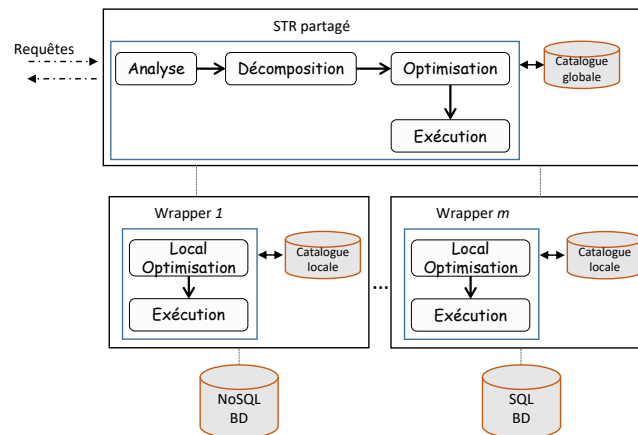 STR partagé
Requêtes
Analyse
Décomposition
Optimisation
Catalogue
globale
Exécution
Wrapper 1
Local
Optimisation
Catalogue
locale
Exécution
...
Wrapper m
Local
Optimisation
Catalogue
locale
Exécution
NoSQL
BD
SQL
BD